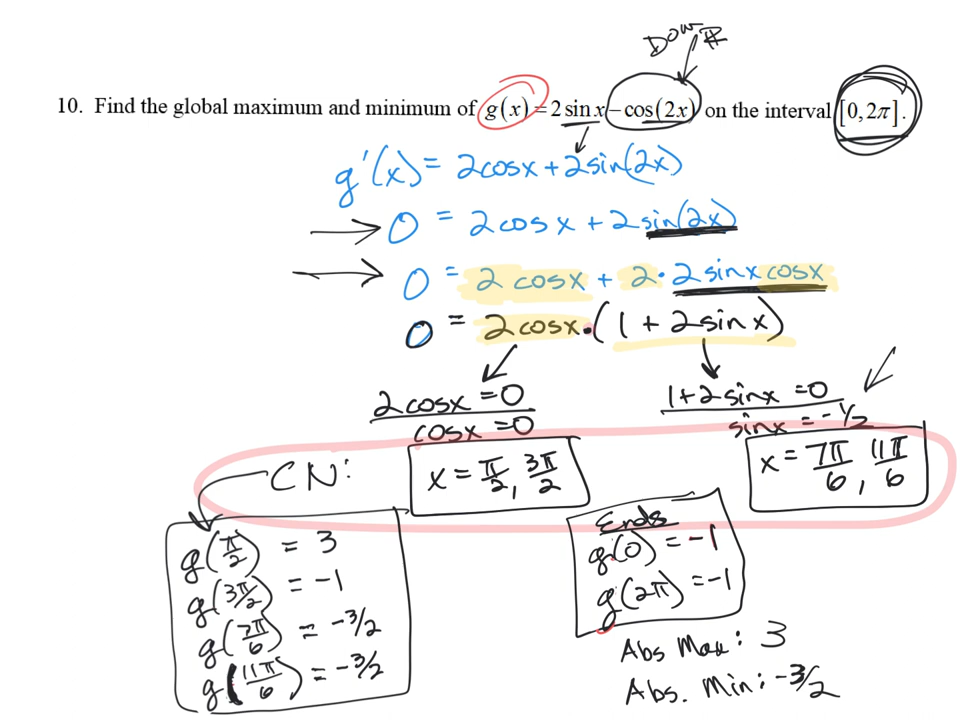 Dow #
10. Find the global maximum and minimum of g(x) = 2 sin x − cos(2x) on the interval [0, 2π].
g'(x) = 2cosx + 2sin(2x)
0 = 2cosx + 2sin(2x)
0 = 2cosx + 2·2sinxcosx
0 = 2cosx·(1 + 2sinx)
2cosx = 0
1+2sinx = 0
cosx = 0
sinx = -1/2
CN:
x = π/2, 3π/2
x = 7π/6, 11π/6
g(π/2) = 3
g(3π/2) = -1
g(7π/6) = -3/2
g(11π/6) = -3/2
Ends
g(0) = -1
g(2π) = -1
Abs Max: 3
Abs. Min: -3/2